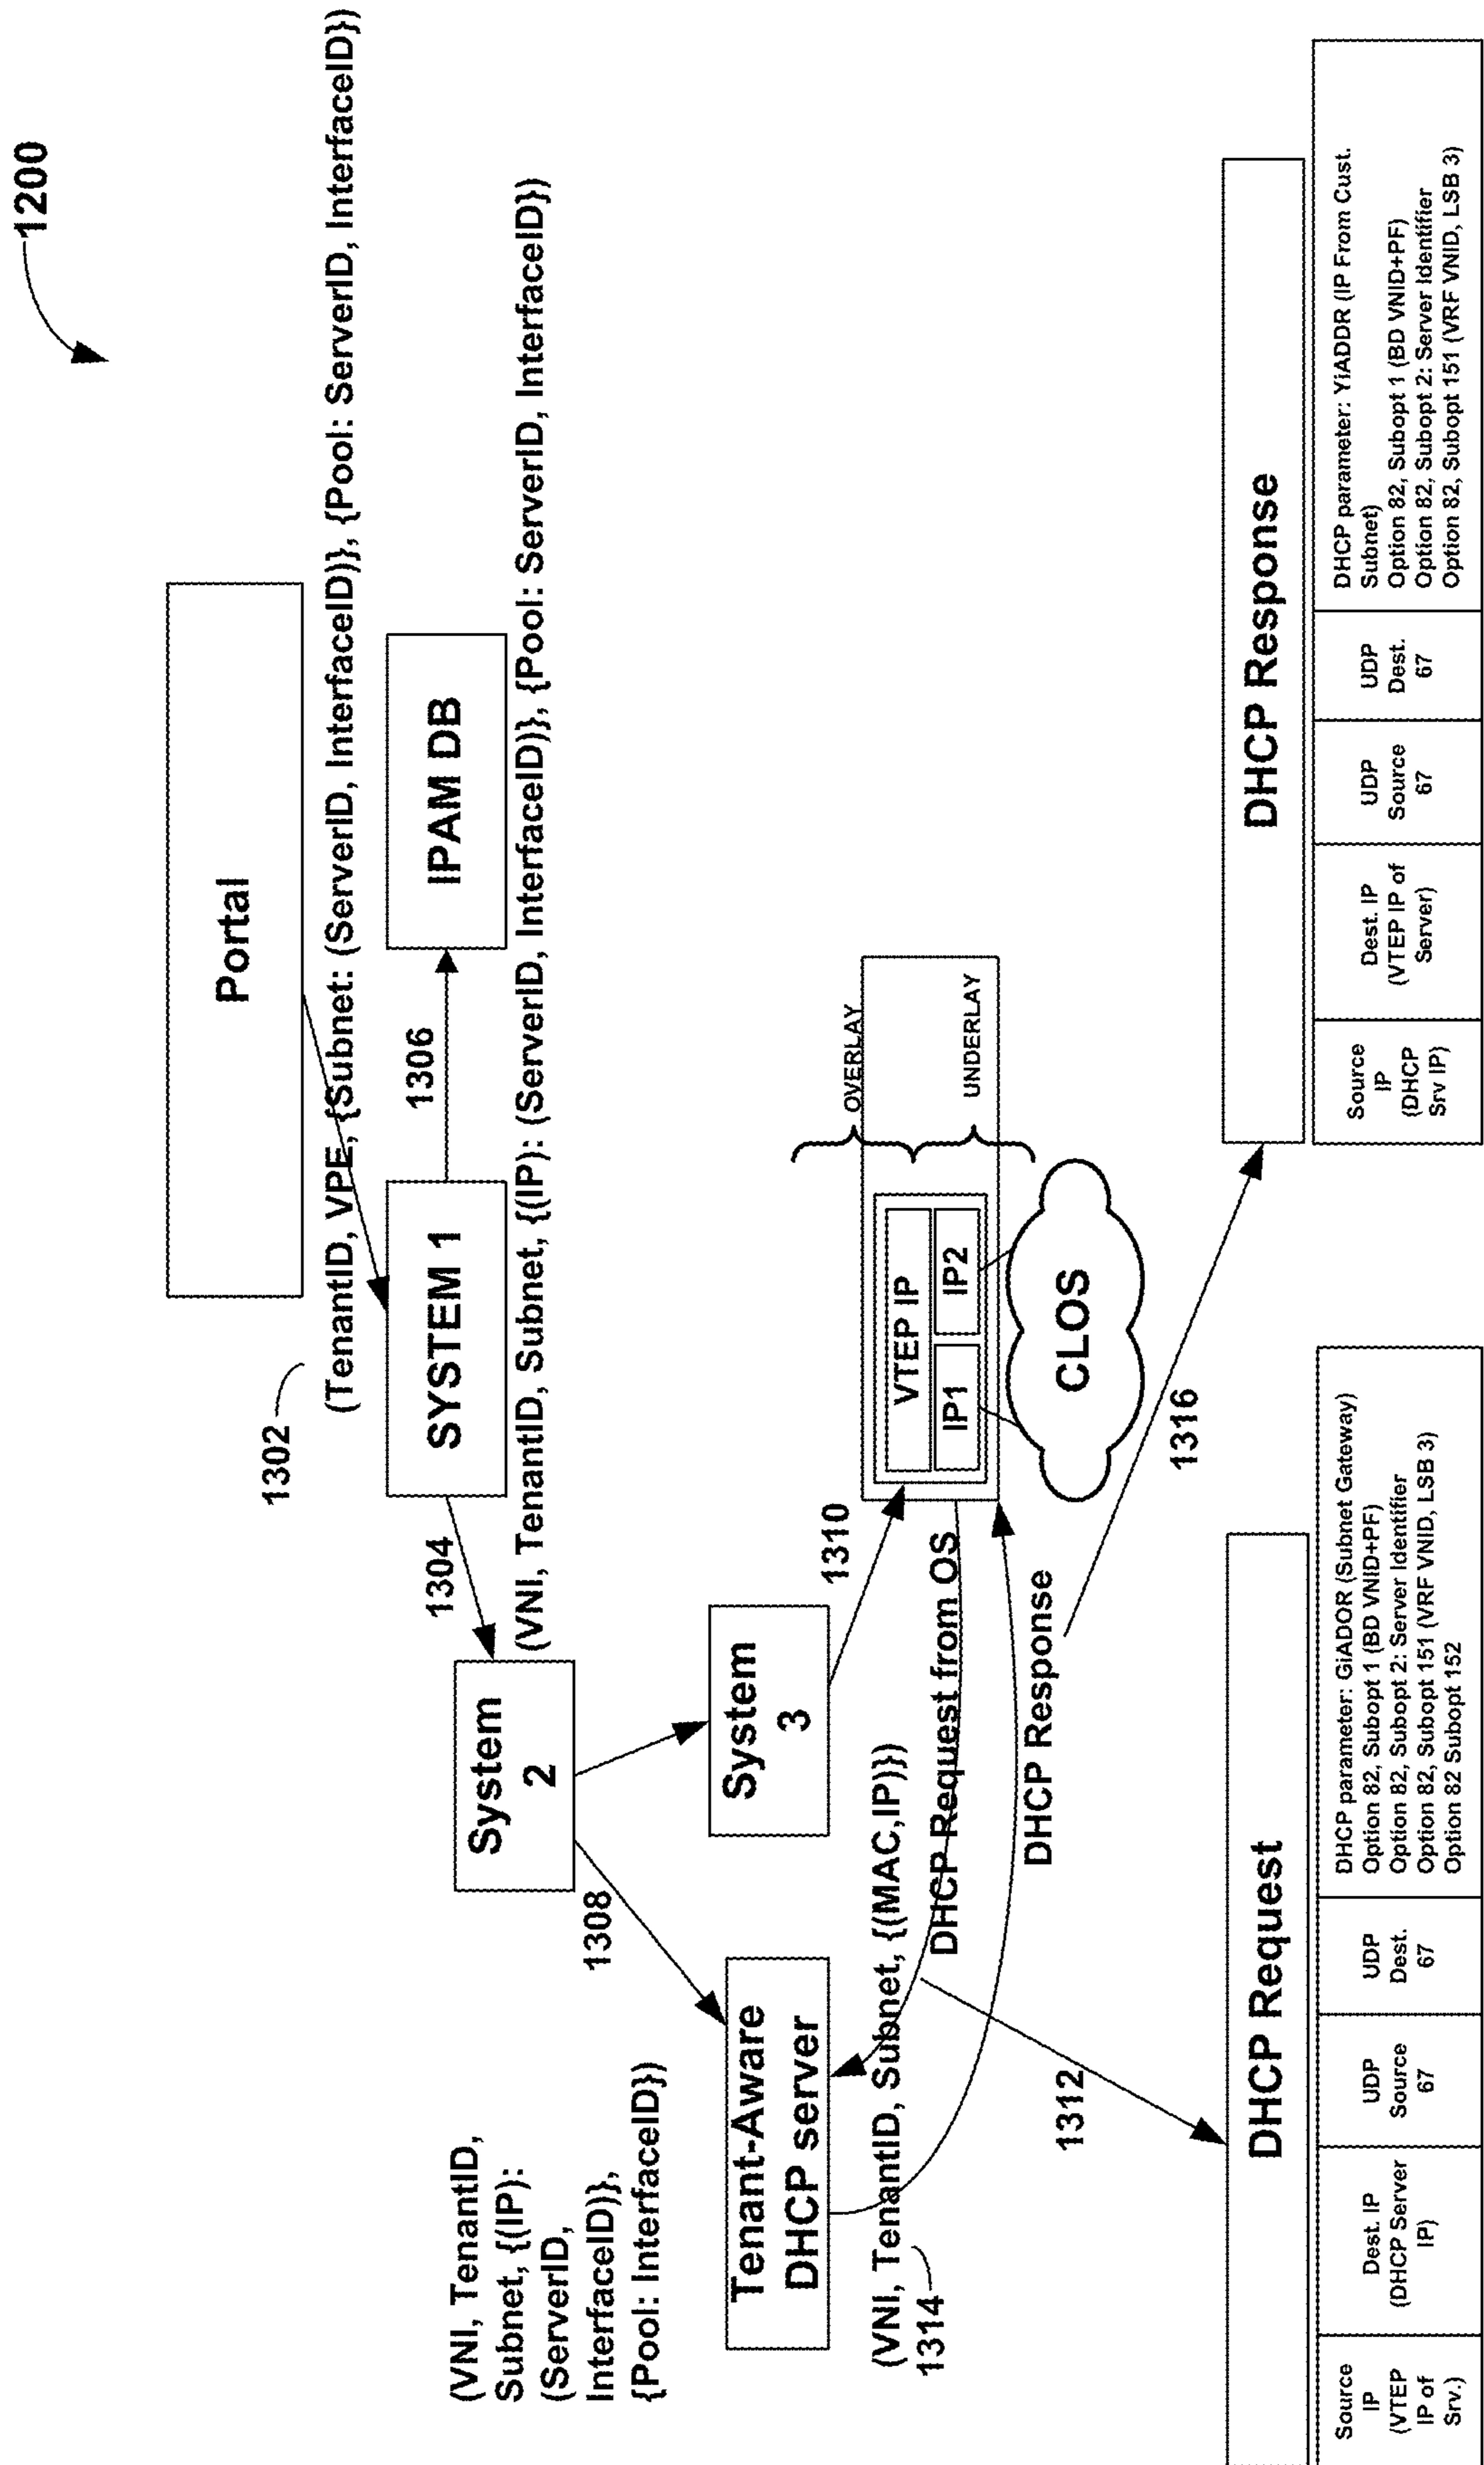 1200
Portal
1302
(TenantID, VPE, {Subnet: (ServerID, InterfaceID)}, {Pool: ServerID, InterfaceID})
SYSTEM 1
1306
IPAM DB
1304
(VNI, TenantID, Subnet, {(IP): (ServerID, InterfaceID)}, {Pool: ServerID, InterfaceID})
System
2
(VNI, TenantID,
Subnet, {(IP):
(ServerID,
InterfaceID)},
{Pool: InterfaceID})
1308
System
3
Tenant-Aware
DHCP server
1310
OVERLAY
UNDERLAY
VTEP IP
IP1
IP2
CLOS
(VNI, TenantID, Subnet, {(MAC,IP)})
1314
DHCP Request from OS
DHCP Response
1312
1316
DHCP Request
Source
IP
(VTEP
IP of
Srv.)
Dest. IP
(DHCP Server
IP)
UDP
Source
67
UDP
Dest.
67
DHCP parameter: GiADOR (Subnet Gateway)
Option 82, Subopt 1 (BD VNID+PF)
Option 82, Subopt 2: Server Identifier
Option 82, Subopt 151 (VRF VNID, LSB 3)
Option 82 Subopt 152
DHCP Response
Source
IP
(DHCP
Srv IP)
Dest. IP
(VTEP IP of
Server)
UDP
Source
67
UDP
Dest.
67
DHCP parameter: YiADDR (IP From Cust.
Subnet)
Option 82, Subopt 1 (BD VNID+PF)
Option 82, Subopt 2: Server Identifier
Option 82, Subopt 151 (VRF VNID, LSB 3)